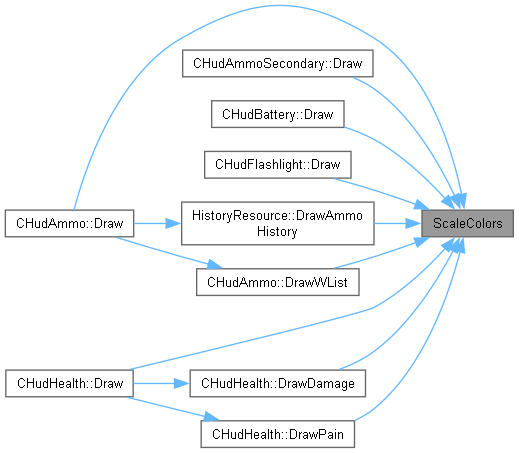 CHudAmmoSecondary::Draw
CHudBattery::Draw
CHudFlashlight::Draw
HistoryResource::DrawAmmo
History
CHudAmmo::Draw
ScaleColors
CHudAmmo::DrawWList
CHudHealth::Draw
CHudHealth::DrawDamage
CHudHealth::DrawPain